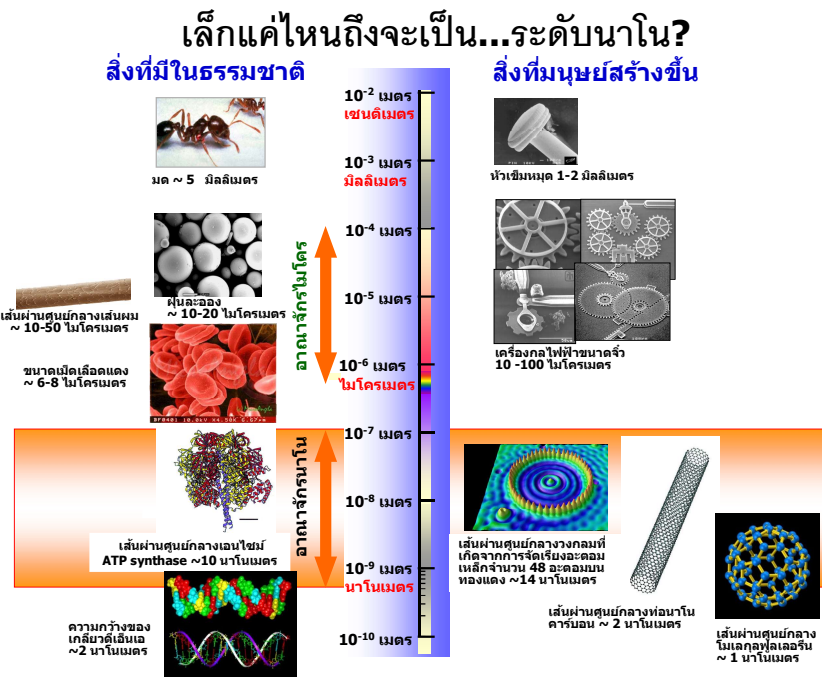 เล็กแค่ไหนถึงจะเป็น...ระดับนาโน?
สิ่งที่มีในธรรมชาติ
สิ่งที่มนุษย์สร้างขึ้น
มด ~ 5 มิลลิเมตร
ฝุ่นละออง
~ 10-20 ไมโครเมตร
เส้นผ่านศูนย์กลางเส้นผม
~ 10-50 ไมโครเมตร
ขนาดเม็ดเลือดแดง
~ 6-8 ไมโครเมตร
เส้นผ่านศูนย์กลางเอนไซม์
ATP synthase ~10 นาโนเมตร
ความกว้างของ
เกลียวดีเอ็นเอ
~2 นาโนเมตร
อาณาจักรไมโคร
อาณาจักรนาโน
10⁻² เมตร
เซนติเมตร
10⁻³ เมตร
มิลลิเมตร
10⁻⁴ เมตร
10⁻⁵ เมตร
10⁻⁶ เมตร
ไมโครเมตร
10⁻⁷ เมตร
10⁻⁸ เมตร
10⁻⁹ เมตร
นาโนเมตร
10⁻¹⁰ เมตร
หัวเข็มหมุด 1-2 มิลลิเมตร
เครื่องกลไฟฟ้าขนาดจิ๋ว
10 -100 ไมโครเมตร
เส้นผ่านศูนย์กลางวงกลมที่
เกิดจากการจัดเรียงอะตอม
เหล็กจำนวน 48 อะตอมบน
ทองแดง ~14 นาโนเมตร
เส้นผ่านศูนย์กลางท่อนาโน
คาร์บอน ~ 2 นาโนเมตร
เส้นผ่านศูนย์กลาง
โมเลกุลฟูลเลอรีน
~ 1 นาโนเมตร